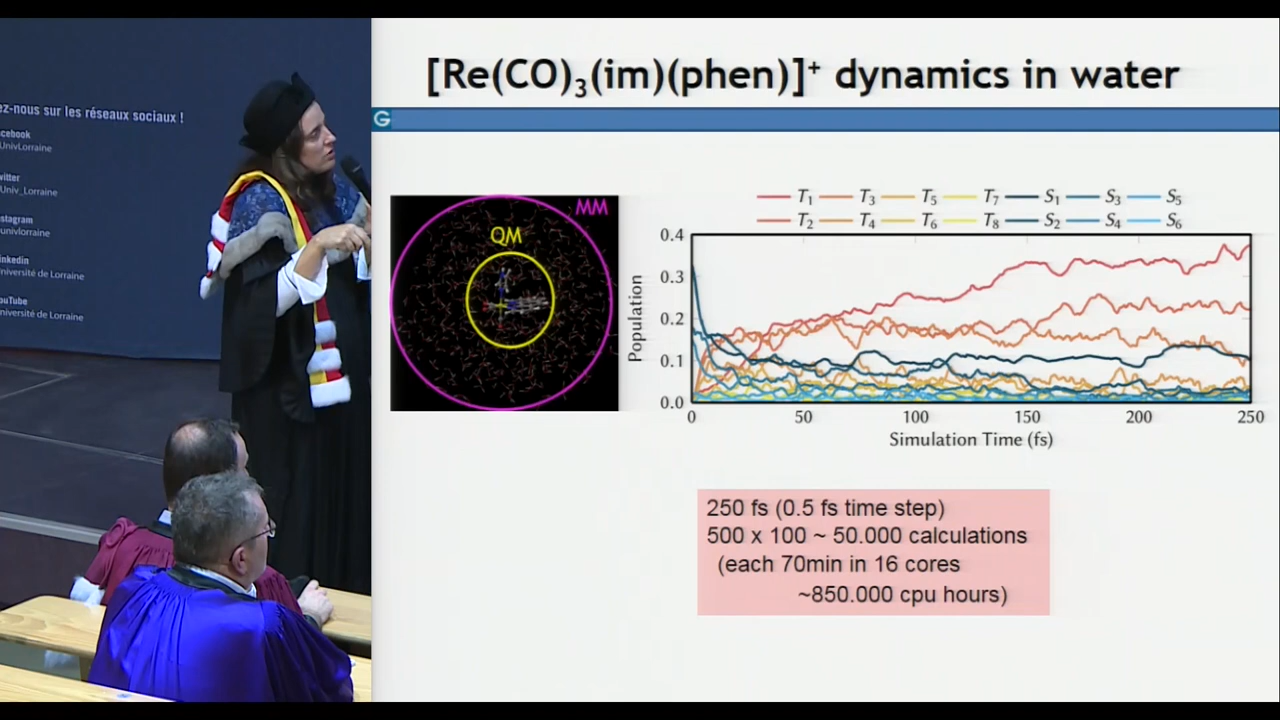 ez-nous sur les réseaux sociaux !
cebook
UnivLorraine
witter
Univ_Lorraine
stagram
univlorraine
inkedin
Université de Lorraine
ouTube
niversité de Lorraine
[Re(CO)₃(im)(phen)]⁺ dynamics in water
G
MM
QM
T₁ T₃ T₅ T₇ S₁ S₃ S₅
T₂ T₄ T₆ T₈ S₂ S₄ S₆
Population
0.4
0.3
0.2
0.1
0.0
0 50 100 150 200 250
Simulation Time (fs)
250 fs (0.5 fs time step)
500 x 100 ~ 50.000 calculations
(each 70min in 16 cores
~850.000 cpu hours)